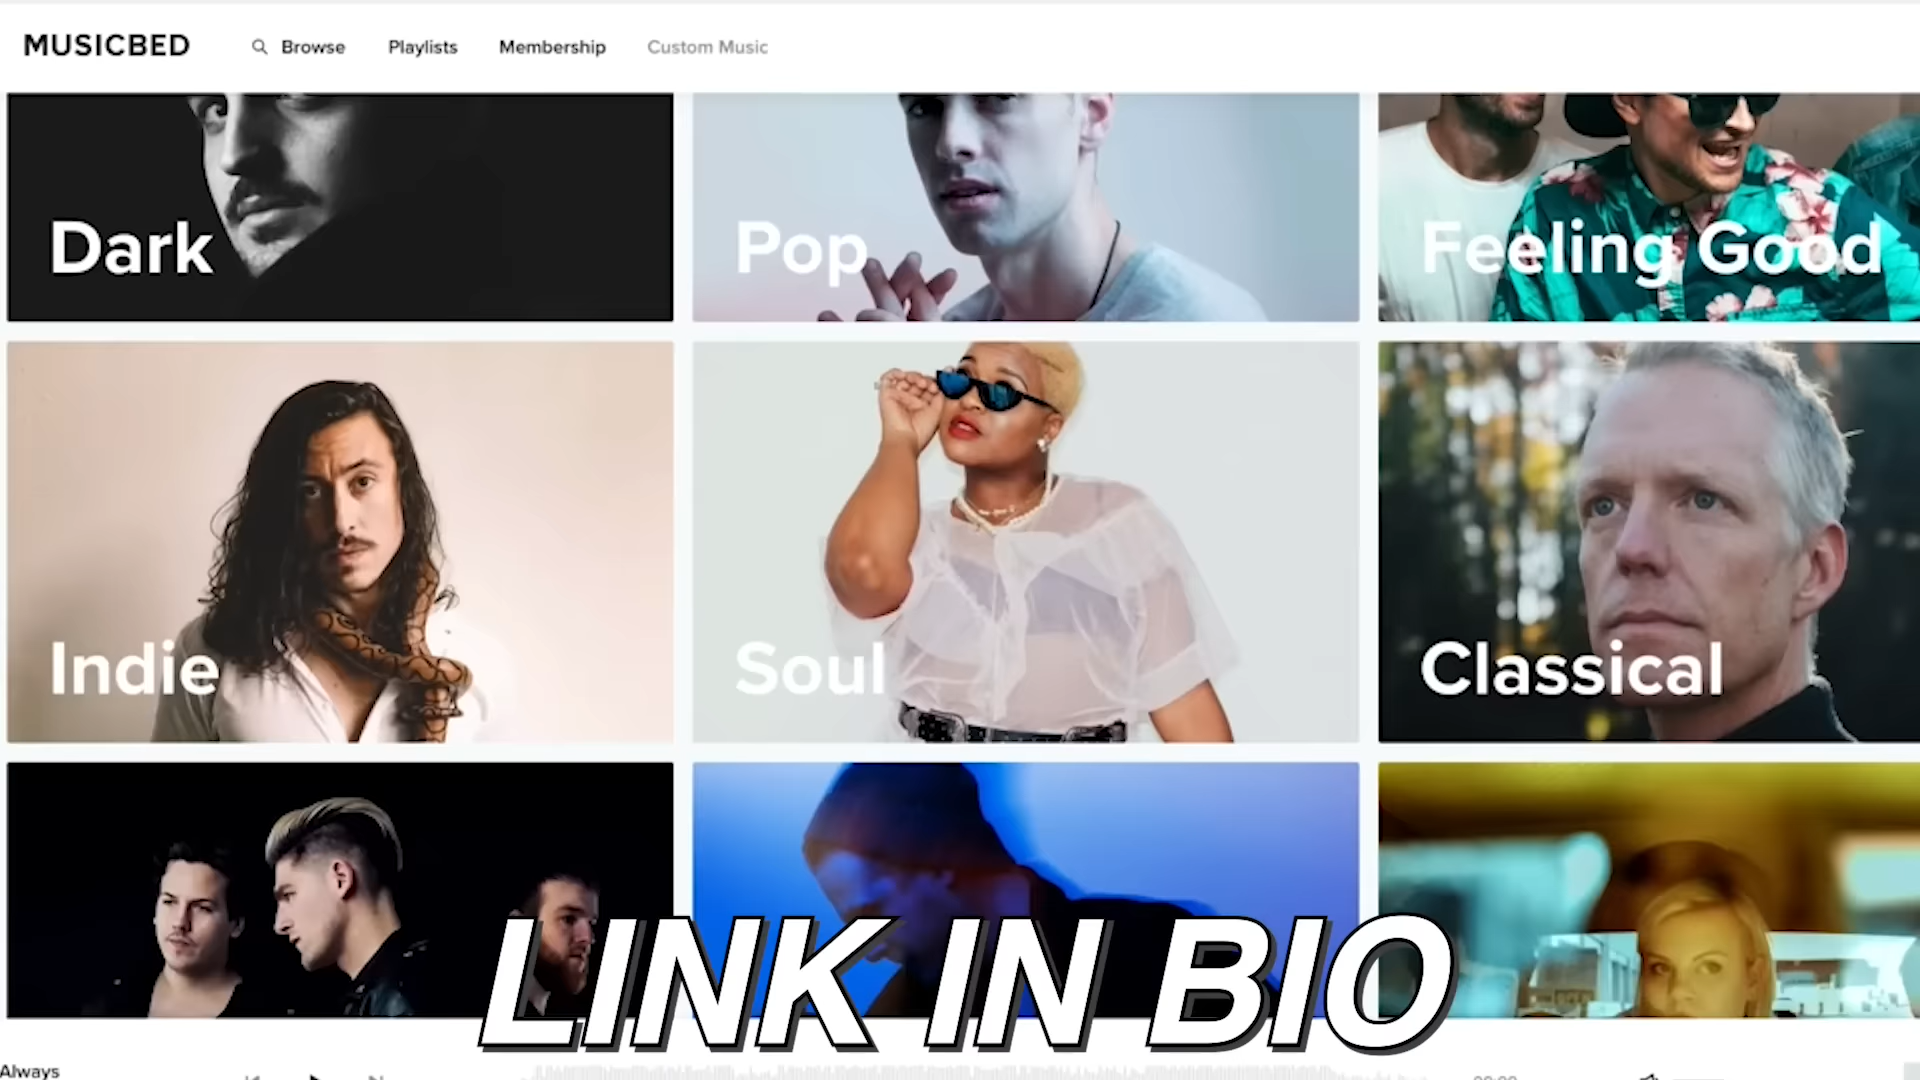 MUSICBED
Browse
Playlists
Membership
Custom Music
Dark
Pop
Feeling Good
Indie
Soul
Classical
LINK IN BIO
Always